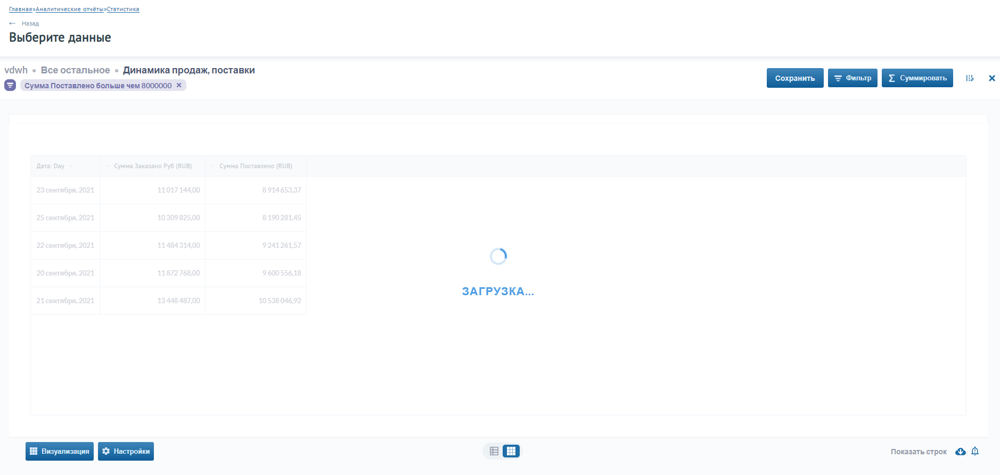 Главная»Аналитические отчёты»Статистика
← Назад
Выберите данные
vdwh • Все остальное • Динамика продаж, поставки
Сумма Поставлено больше чем 8000000 ×
Сохранить Фильтр Суммировать
Дата: Day Сумма Заказано Руб (RUB) Сумма Поставлено (RUB)
23 сентября, 2021 11 017 144,00 8 914 653,37
25 сентября, 2021 10 309 825,00 8 190 281,45
22 сентября, 2021 11 484 314,00 9 241 261,57
20 сентября, 2021 11 872 768,00 9 600 556,18
21 сентября, 2021 13 448 487,00 10 538 046,92
ЗАГРУЗКА...
Визуализация Настройки Показать строк